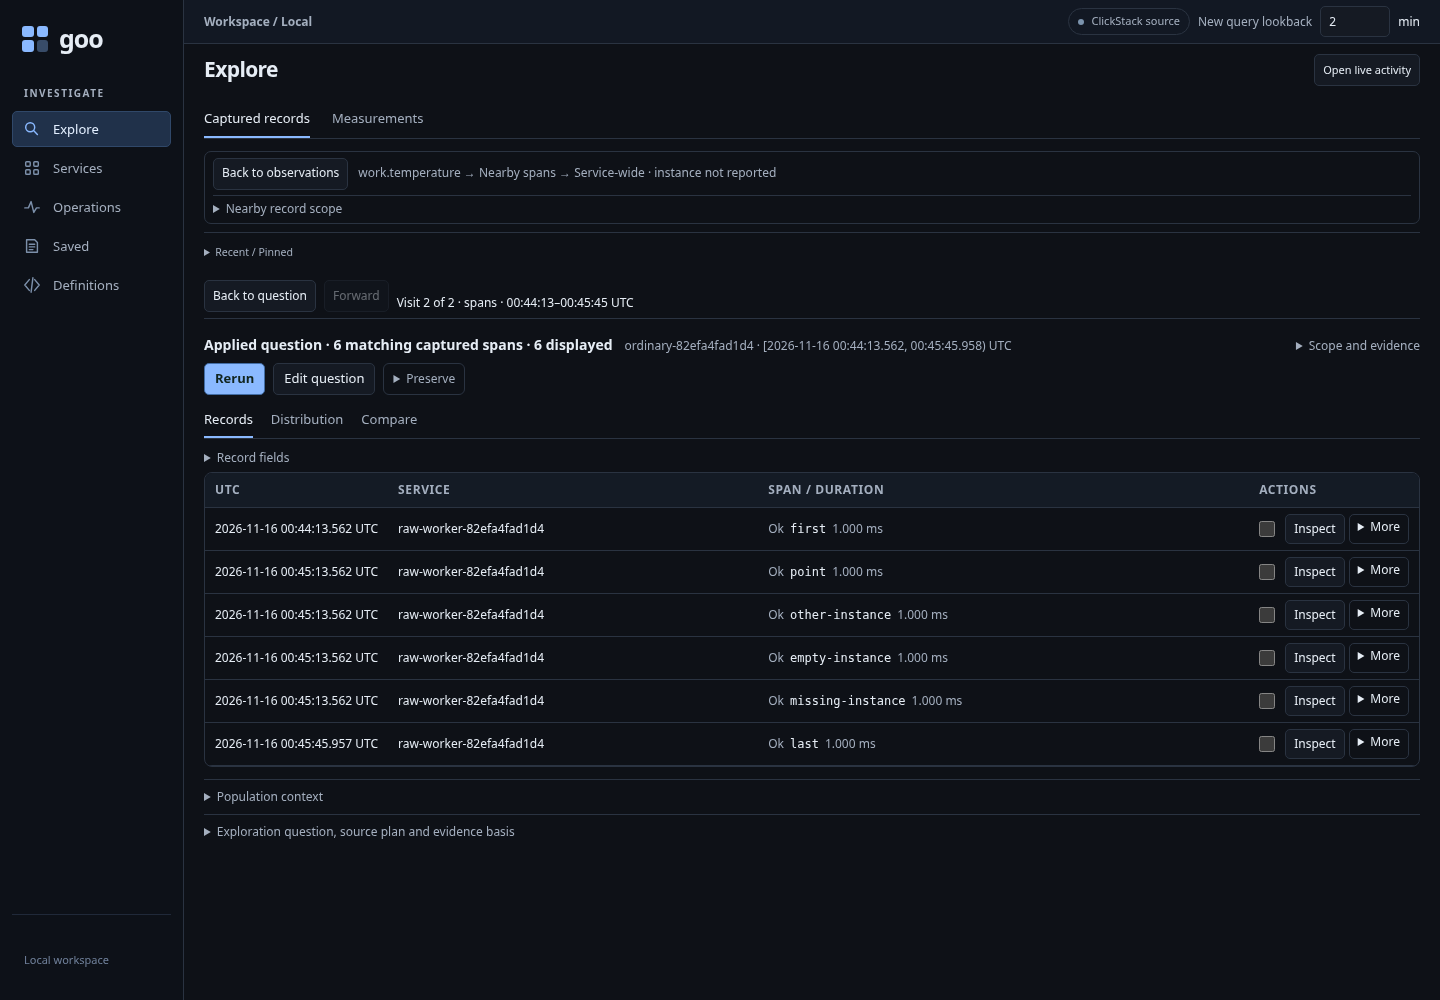 goo
INVESTIGATE
Explore
Services
Operations
Saved
Definitions
Local workspace
Workspace / Local
ClickStack source
New query lookback
2
min
Explore
Open live activity
Captured records
Measurements
Back to observations
work.temperature → Nearby spans → Service-wide · instance not reported
Nearby record scope
Recent / Pinned
Back to question
Forward
Visit 2 of 2 · spans · 00:44:13–00:45:45 UTC
Applied question · 6 matching captured spans · 6 displayed
ordinary-82efa4fad1d4 · [2026-11-16 00:44:13.562, 00:45:45.958) UTC
Scope and evidence
Rerun
Edit question
Preserve
Records
Distribution
Compare
Record fields
UTC SERVICE SPAN / DURATION ACTIONS
2026-11-16 00:44:13.562 UTC raw-worker-82efa4fad1d4 Ok first 1.000 ms Inspect More
2026-11-16 00:45:13.562 UTC raw-worker-82efa4fad1d4 Ok point 1.000 ms Inspect More
2026-11-16 00:45:13.562 UTC raw-worker-82efa4fad1d4 Ok other-instance 1.000 ms Inspect More
2026-11-16 00:45:13.562 UTC raw-worker-82efa4fad1d4 Ok empty-instance 1.000 ms Inspect More
2026-11-16 00:45:13.562 UTC raw-worker-82efa4fad1d4 Ok missing-instance 1.000 ms Inspect More
2026-11-16 00:45:45.957 UTC raw-worker-82efa4fad1d4 Ok last 1.000 ms Inspect More
Population context
Exploration question, source plan and evidence basis